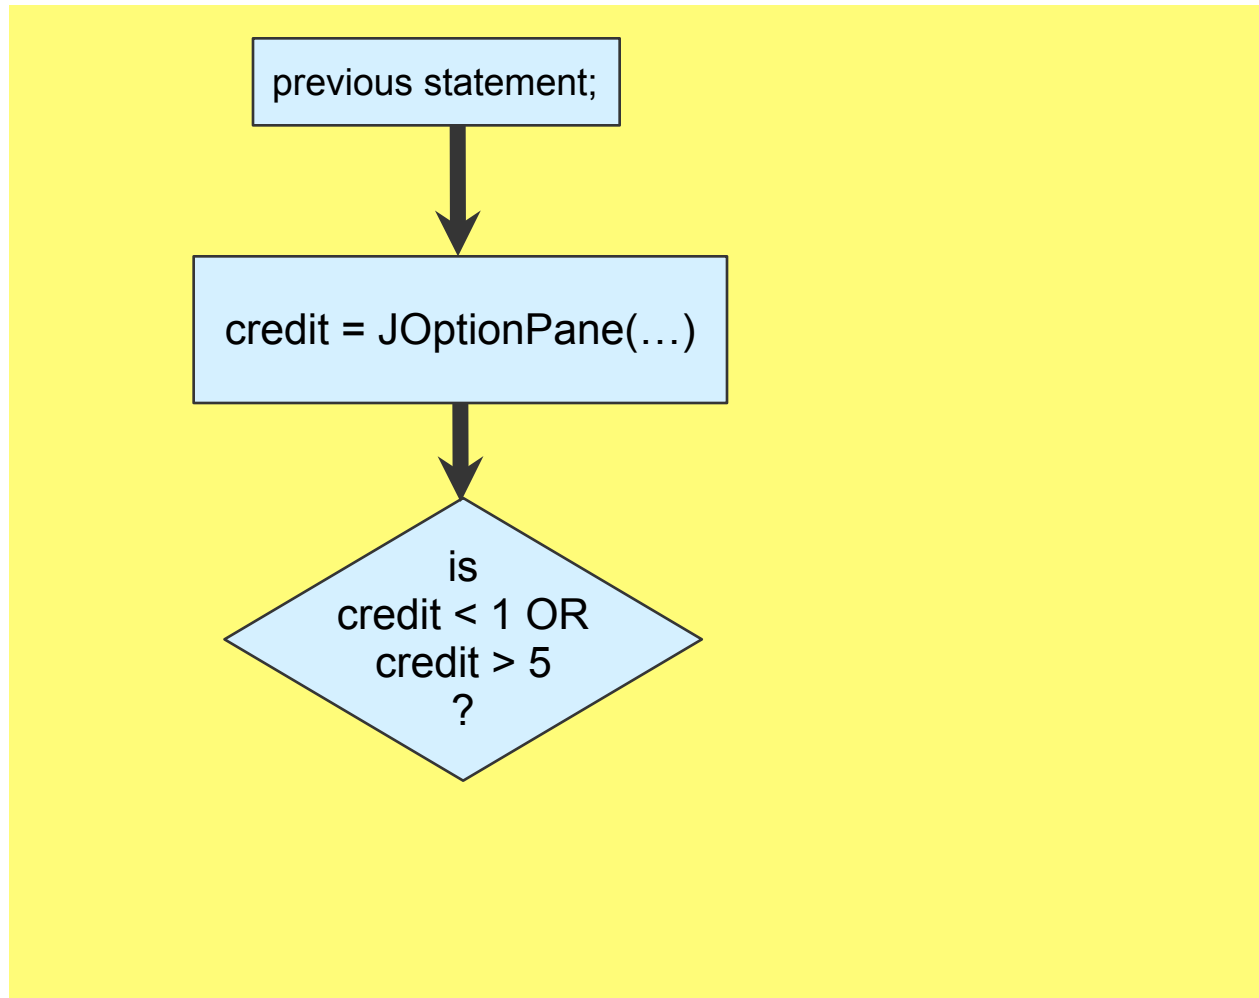 previous statement;
credit = JOptionPane(…)
is
credit < 1 OR
credit > 5
?